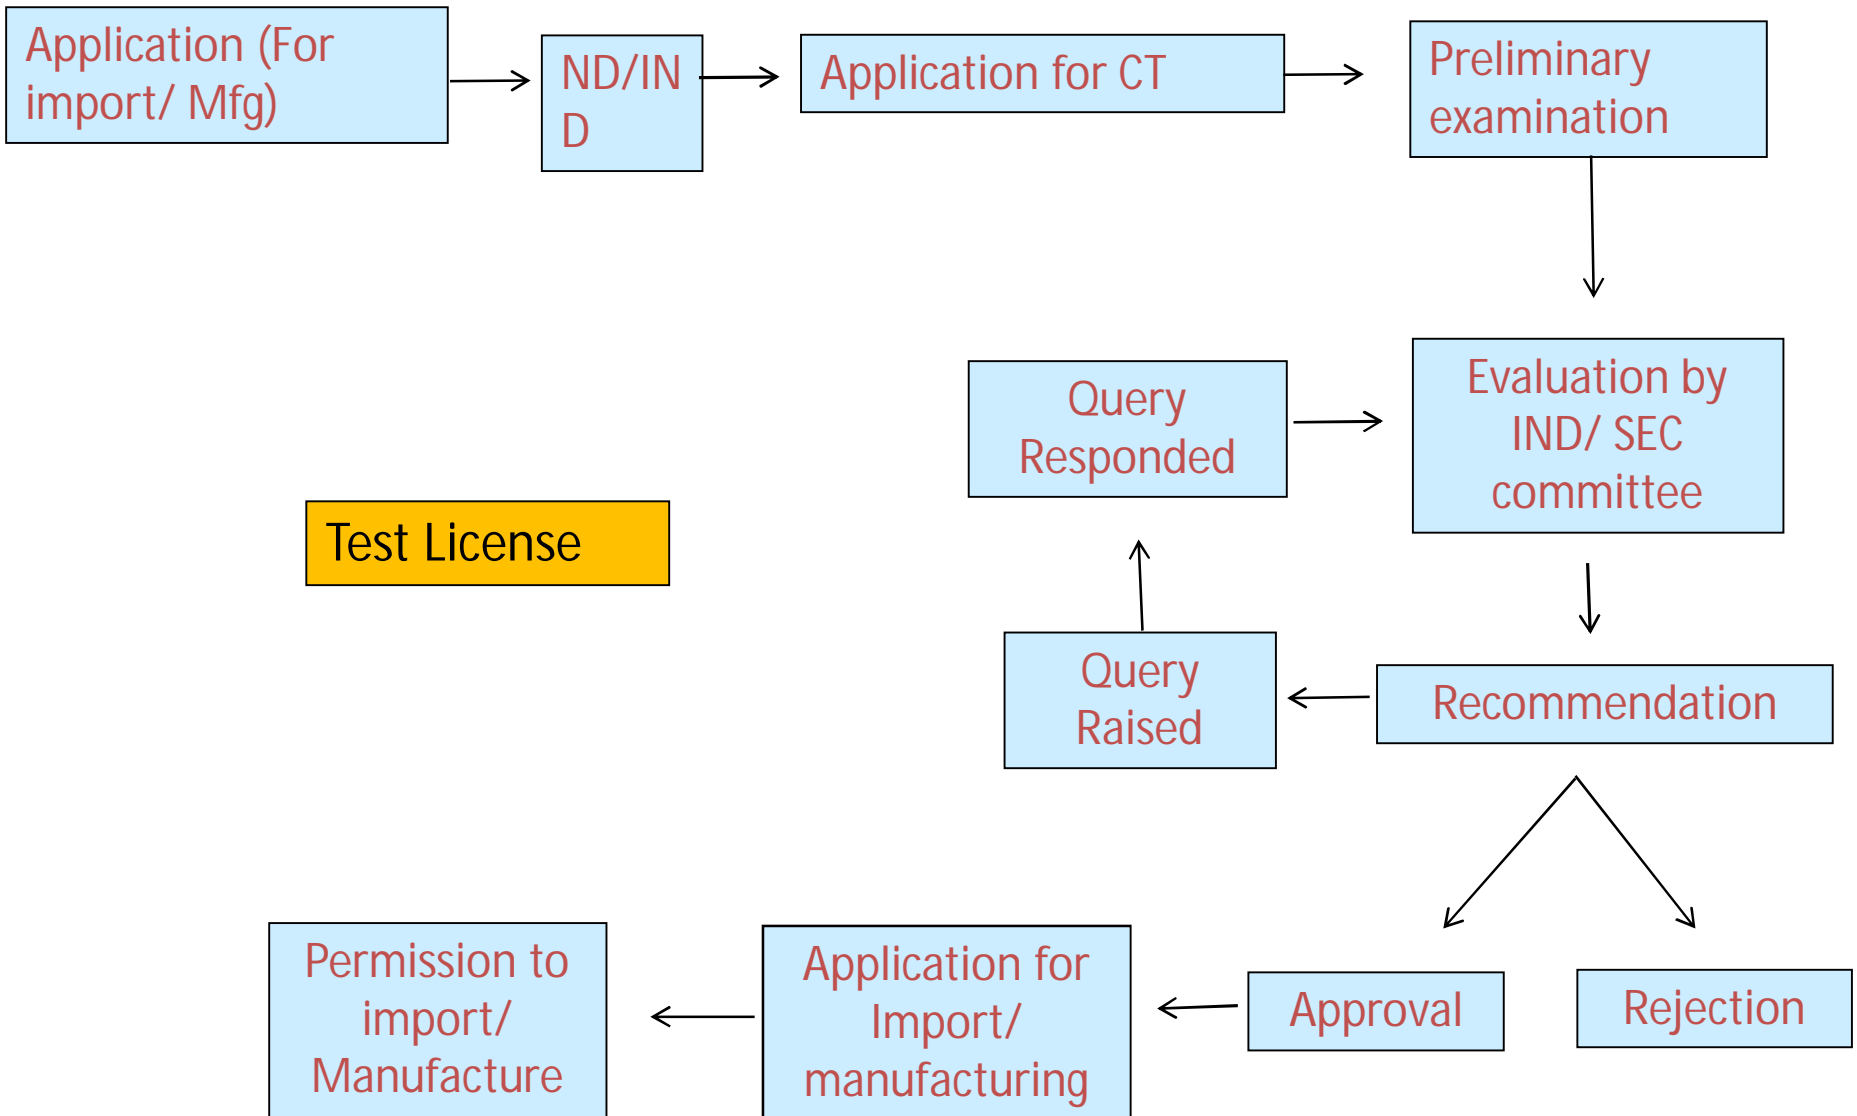 Application (For
import/ Mfg)
ND/IN
D
Application for CT
Preliminary
examination
Query
Responded
Evaluation by
IND/ SEC
committee
Test License
Query
Raised
Recommendation
Permission to
import/
Manufacture
Application for
Import/
manufacturing
Approval
Rejection